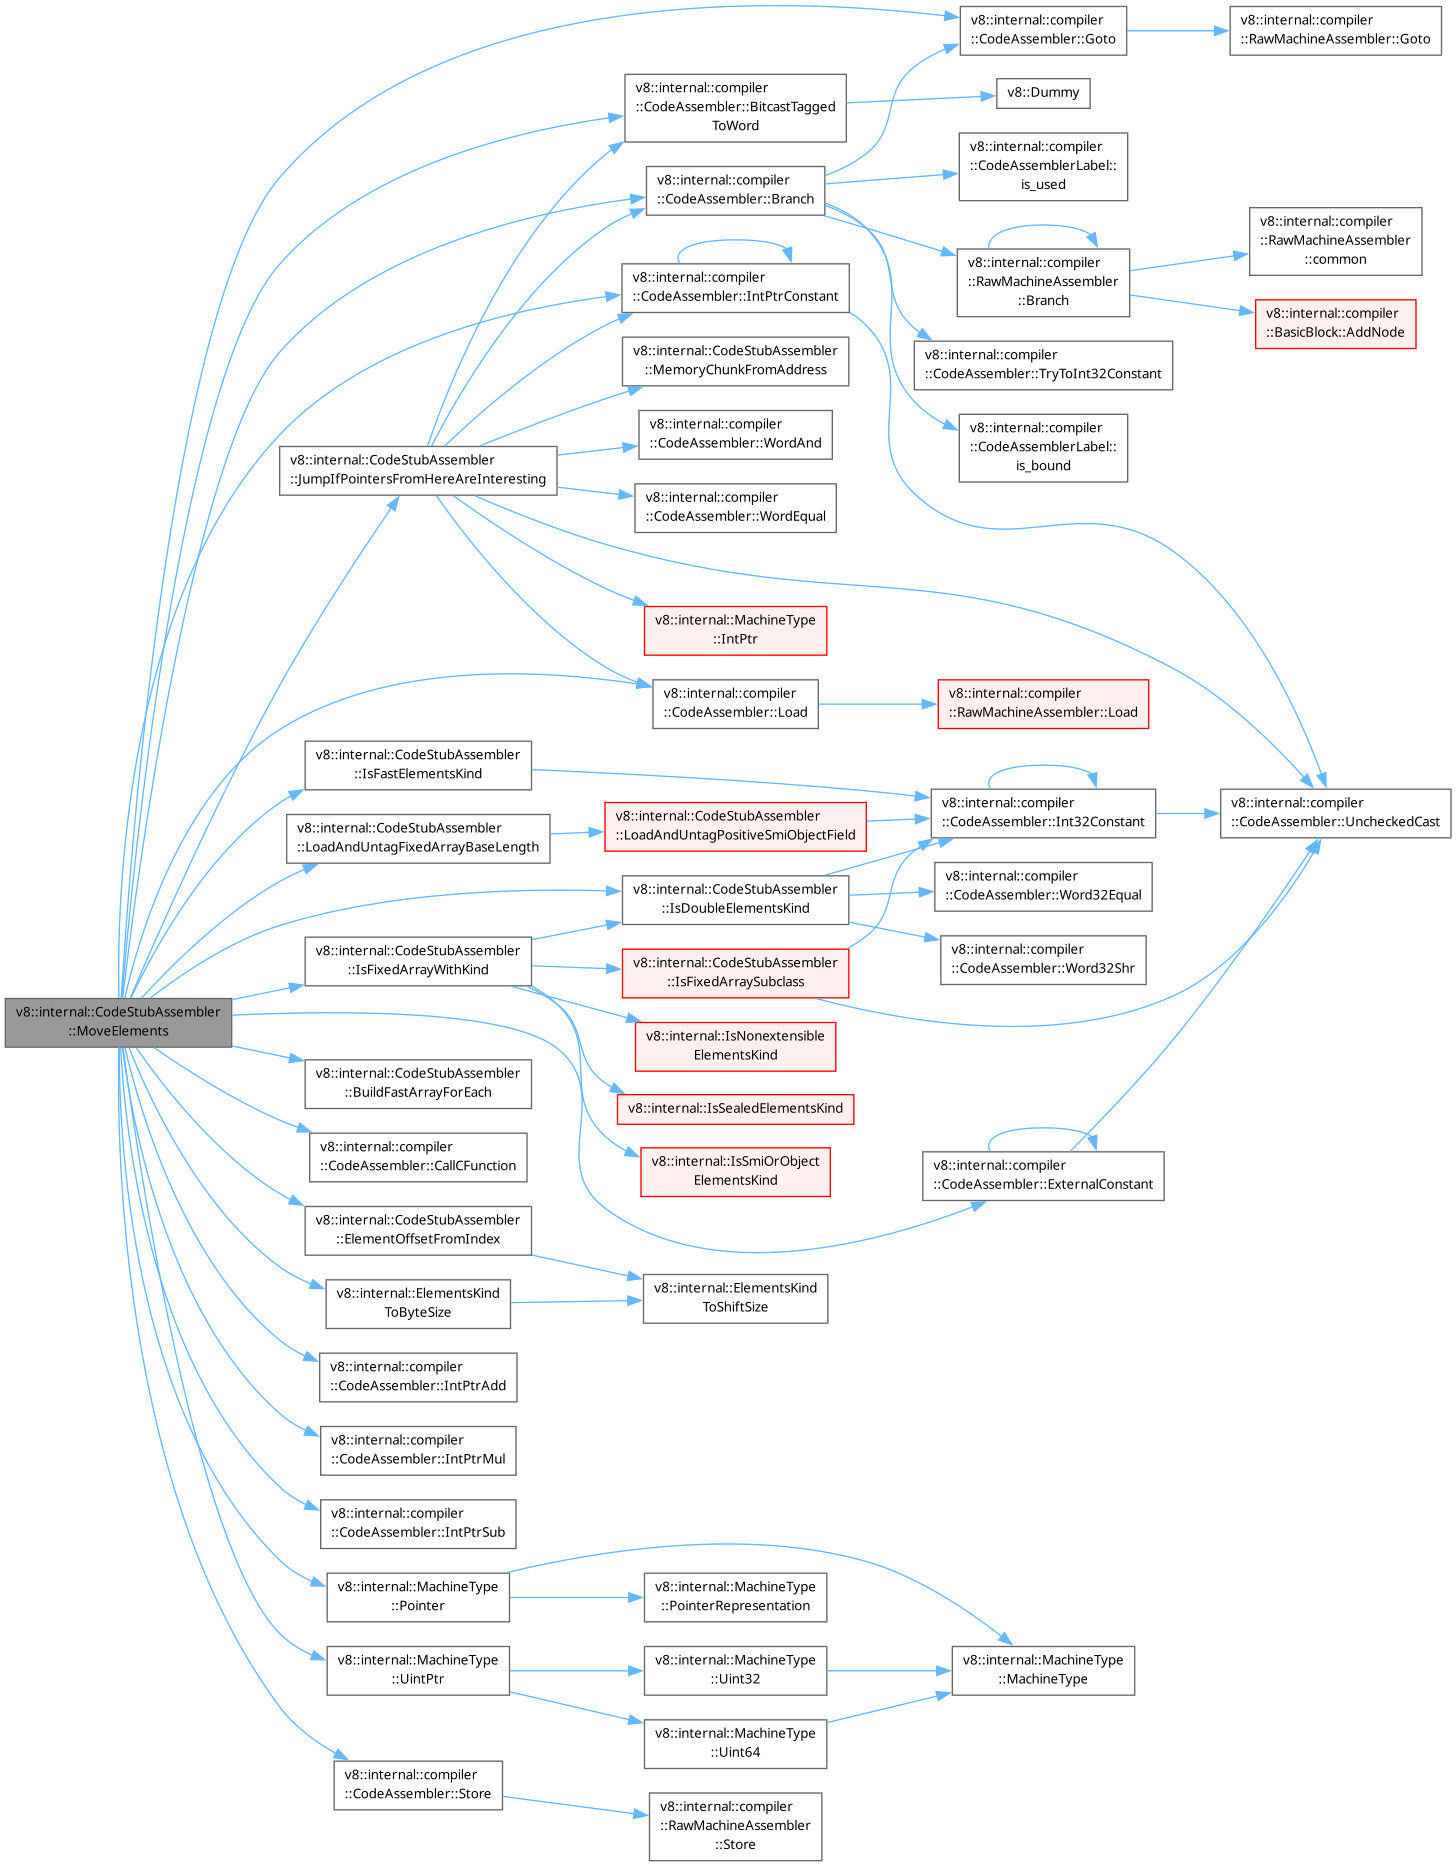 v8::internal::CodeStubAssembler
::MoveElements
v8::internal::compiler
::CodeAssembler::Goto
v8::internal::compiler
::RawMachineAssembler::Goto
v8::internal::compiler
::CodeAssembler::BitcastTagged
ToWord
v8::Dummy
v8::internal::compiler
::CodeAssembler::Branch
v8::internal::compiler
::CodeAssemblerLabel::
is_used
v8::internal::compiler
::RawMachineAssembler
::Branch
v8::internal::compiler
::RawMachineAssembler
::common
v8::internal::compiler
::BasicBlock::AddNode
v8::internal::compiler
::CodeAssembler::TryToInt32Constant
v8::internal::compiler
::CodeAssemblerLabel::
is_bound
v8::internal::compiler
::CodeAssembler::IntPtrConstant
v8::internal::CodeStubAssembler
::MemoryChunkFromAddress
v8::internal::compiler
::CodeAssembler::WordAnd
v8::internal::CodeStubAssembler
::JumpIfPointersFromHereAreInteresting
v8::internal::compiler
::CodeAssembler::WordEqual
v8::internal::MachineType
::IntPtr
v8::internal::compiler
::CodeAssembler::Load
v8::internal::compiler
::RawMachineAssembler::Load
v8::internal::CodeStubAssembler
::IsFastElementsKind
v8::internal::CodeStubAssembler
::LoadAndUntagFixedArrayBaseLength
v8::internal::CodeStubAssembler
::LoadAndUntagPositiveSmiObjectField
v8::internal::compiler
::CodeAssembler::Int32Constant
v8::internal::compiler
::CodeAssembler::UncheckedCast
v8::internal::CodeStubAssembler
::IsDoubleElementsKind
v8::internal::compiler
::CodeAssembler::Word32Equal
v8::internal::compiler
::CodeAssembler::Word32Shr
v8::internal::CodeStubAssembler
::IsFixedArrayWithKind
v8::internal::CodeStubAssembler
::IsFixedArraySubclass
v8::internal::IsNonextensible
ElementsKind
v8::internal::IsSealedElementsKind
v8::internal::IsSmiOrObject
ElementsKind
v8::internal::CodeStubAssembler
::BuildFastArrayForEach
v8::internal::compiler
::CodeAssembler::CallCFunction
v8::internal::compiler
::CodeAssembler::ExternalConstant
v8::internal::CodeStubAssembler
::ElementOffsetFromIndex
v8::internal::ElementsKind
ToByteSize
v8::internal::ElementsKind
ToShiftSize
v8::internal::compiler
::CodeAssembler::IntPtrAdd
v8::internal::compiler
::CodeAssembler::IntPtrMul
v8::internal::compiler
::CodeAssembler::IntPtrSub
v8::internal::MachineType
::Pointer
v8::internal::MachineType
::PointerRepresentation
v8::internal::MachineType
::UintPtr
v8::internal::MachineType
::Uint32
v8::internal::MachineType
::MachineType
v8::internal::MachineType
::Uint64
v8::internal::compiler
::CodeAssembler::Store
v8::internal::compiler
::RawMachineAssembler
::Store